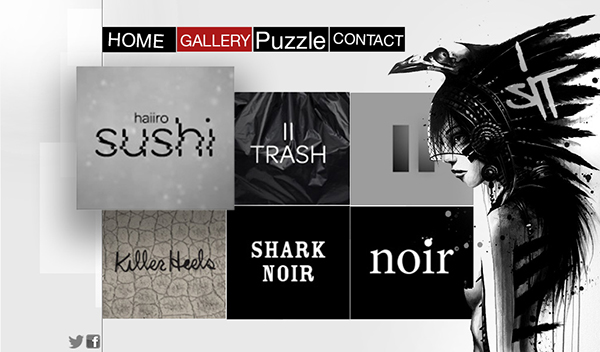 HOME GALLERY Puzzle CONTACT
haiiro
sushi
II
TRASH
Killer Heels
SHARK
NOIR
noir